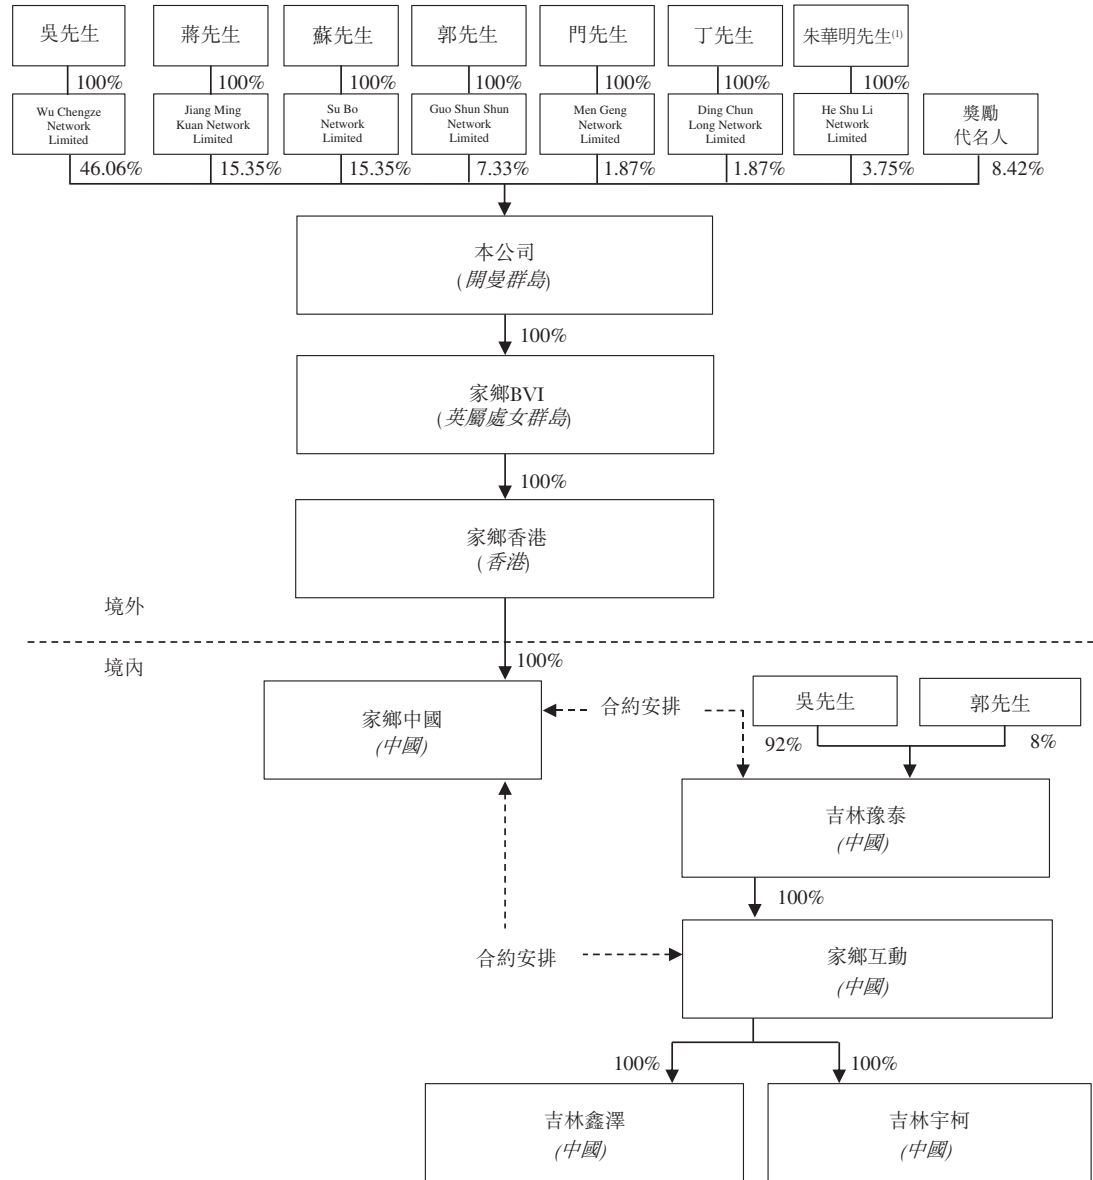 吳先生
蔣先生
蘇先生
郭先生
門先生
丁先生
朱華明先生(1)
100%
100%
100%
100%
100%
100%
100%
Wu Chengze
Network
Limited
Jiang Ming
Kuan Network
Limited
Su Bo
Network
Limited
Guo Shun Shun
Network
Limited
Men Geng
Network
Limited
Ding Chun
Long Network
Limited
He Shu Li
Network
Limited
獎勵
代名人
46.06%
15.35%
15.35%
7.33%
1.87%
1.87%
3.75%
8.42%
本公司
(開曼群島)
100%
家鄉BVI
(英屬處女群島)
100%
家鄉香港
(香港)
境外
境內
100%
家鄉中國
(中國)
合約安排
吳先生
郭先生
92%
8%
吉林豫泰
(中國)
100%
合約安排
家鄉互動
(中國)
100%
100%
吉林鑫澤
(中國)
吉林宇柯
(中國)